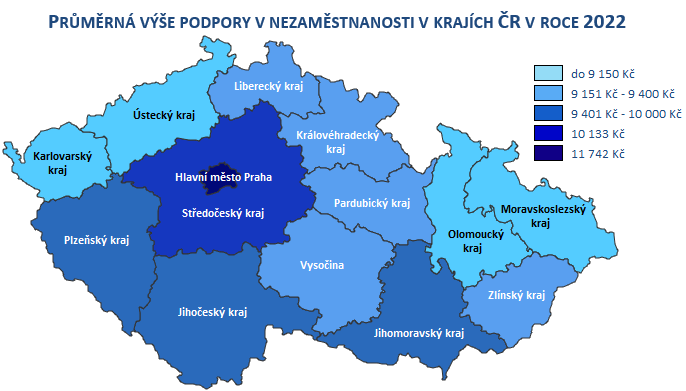 PRŮMĚRNÁ VÝŠE PODPORY V NEZAMĚSTNANOSTI V KRAJÍCH ČR V ROCE 2022
do 9 150 Kč
9 151 Kč - 9 400 Kč
9 401 Kč - 10 000 Kč
10 133 Kč
11 742 Kč
Liberecký kraj
Ústecký kraj
Královéhradecký
kraj
Karlovarský
kraj
Hlavní město Praha
Pardubický kraj
Moravskoslezský
kraj
Středočeský kraj
Olomoucký
kraj
Plzeňský kraj
Vysočina
Zlínský kraj
Jihočeský kraj
Jihomoravský kraj